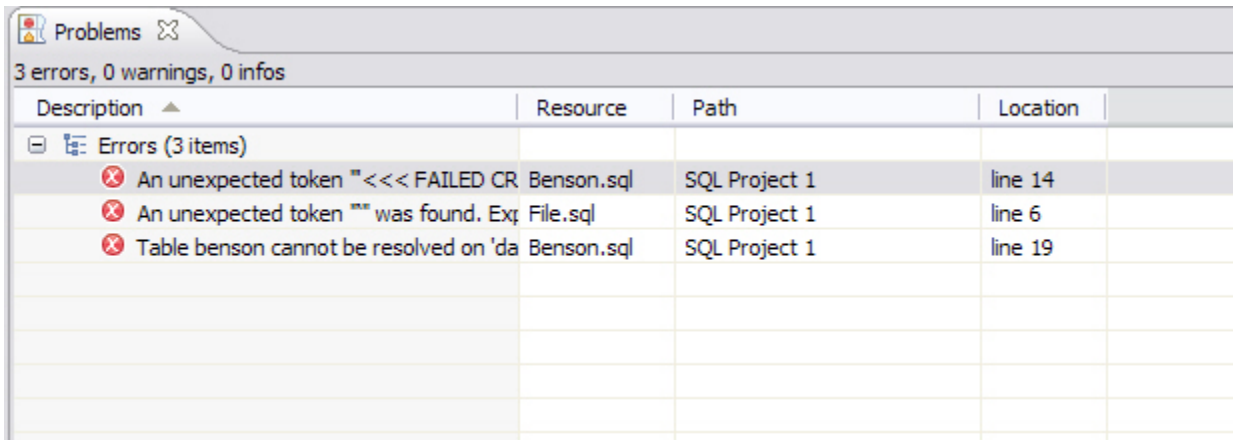 Problems
3 errors, 0 warnings, 0 infos
Description Resource Path Location
Errors (3 items)
An unexpected token "'<<< FAILED CR Benson.sql SQL Project 1 line 14
An unexpected token """ was found. Exp File.sql SQL Project 1 line 6
Table benson cannot be resolved on 'da Benson.sql SQL Project 1 line 19